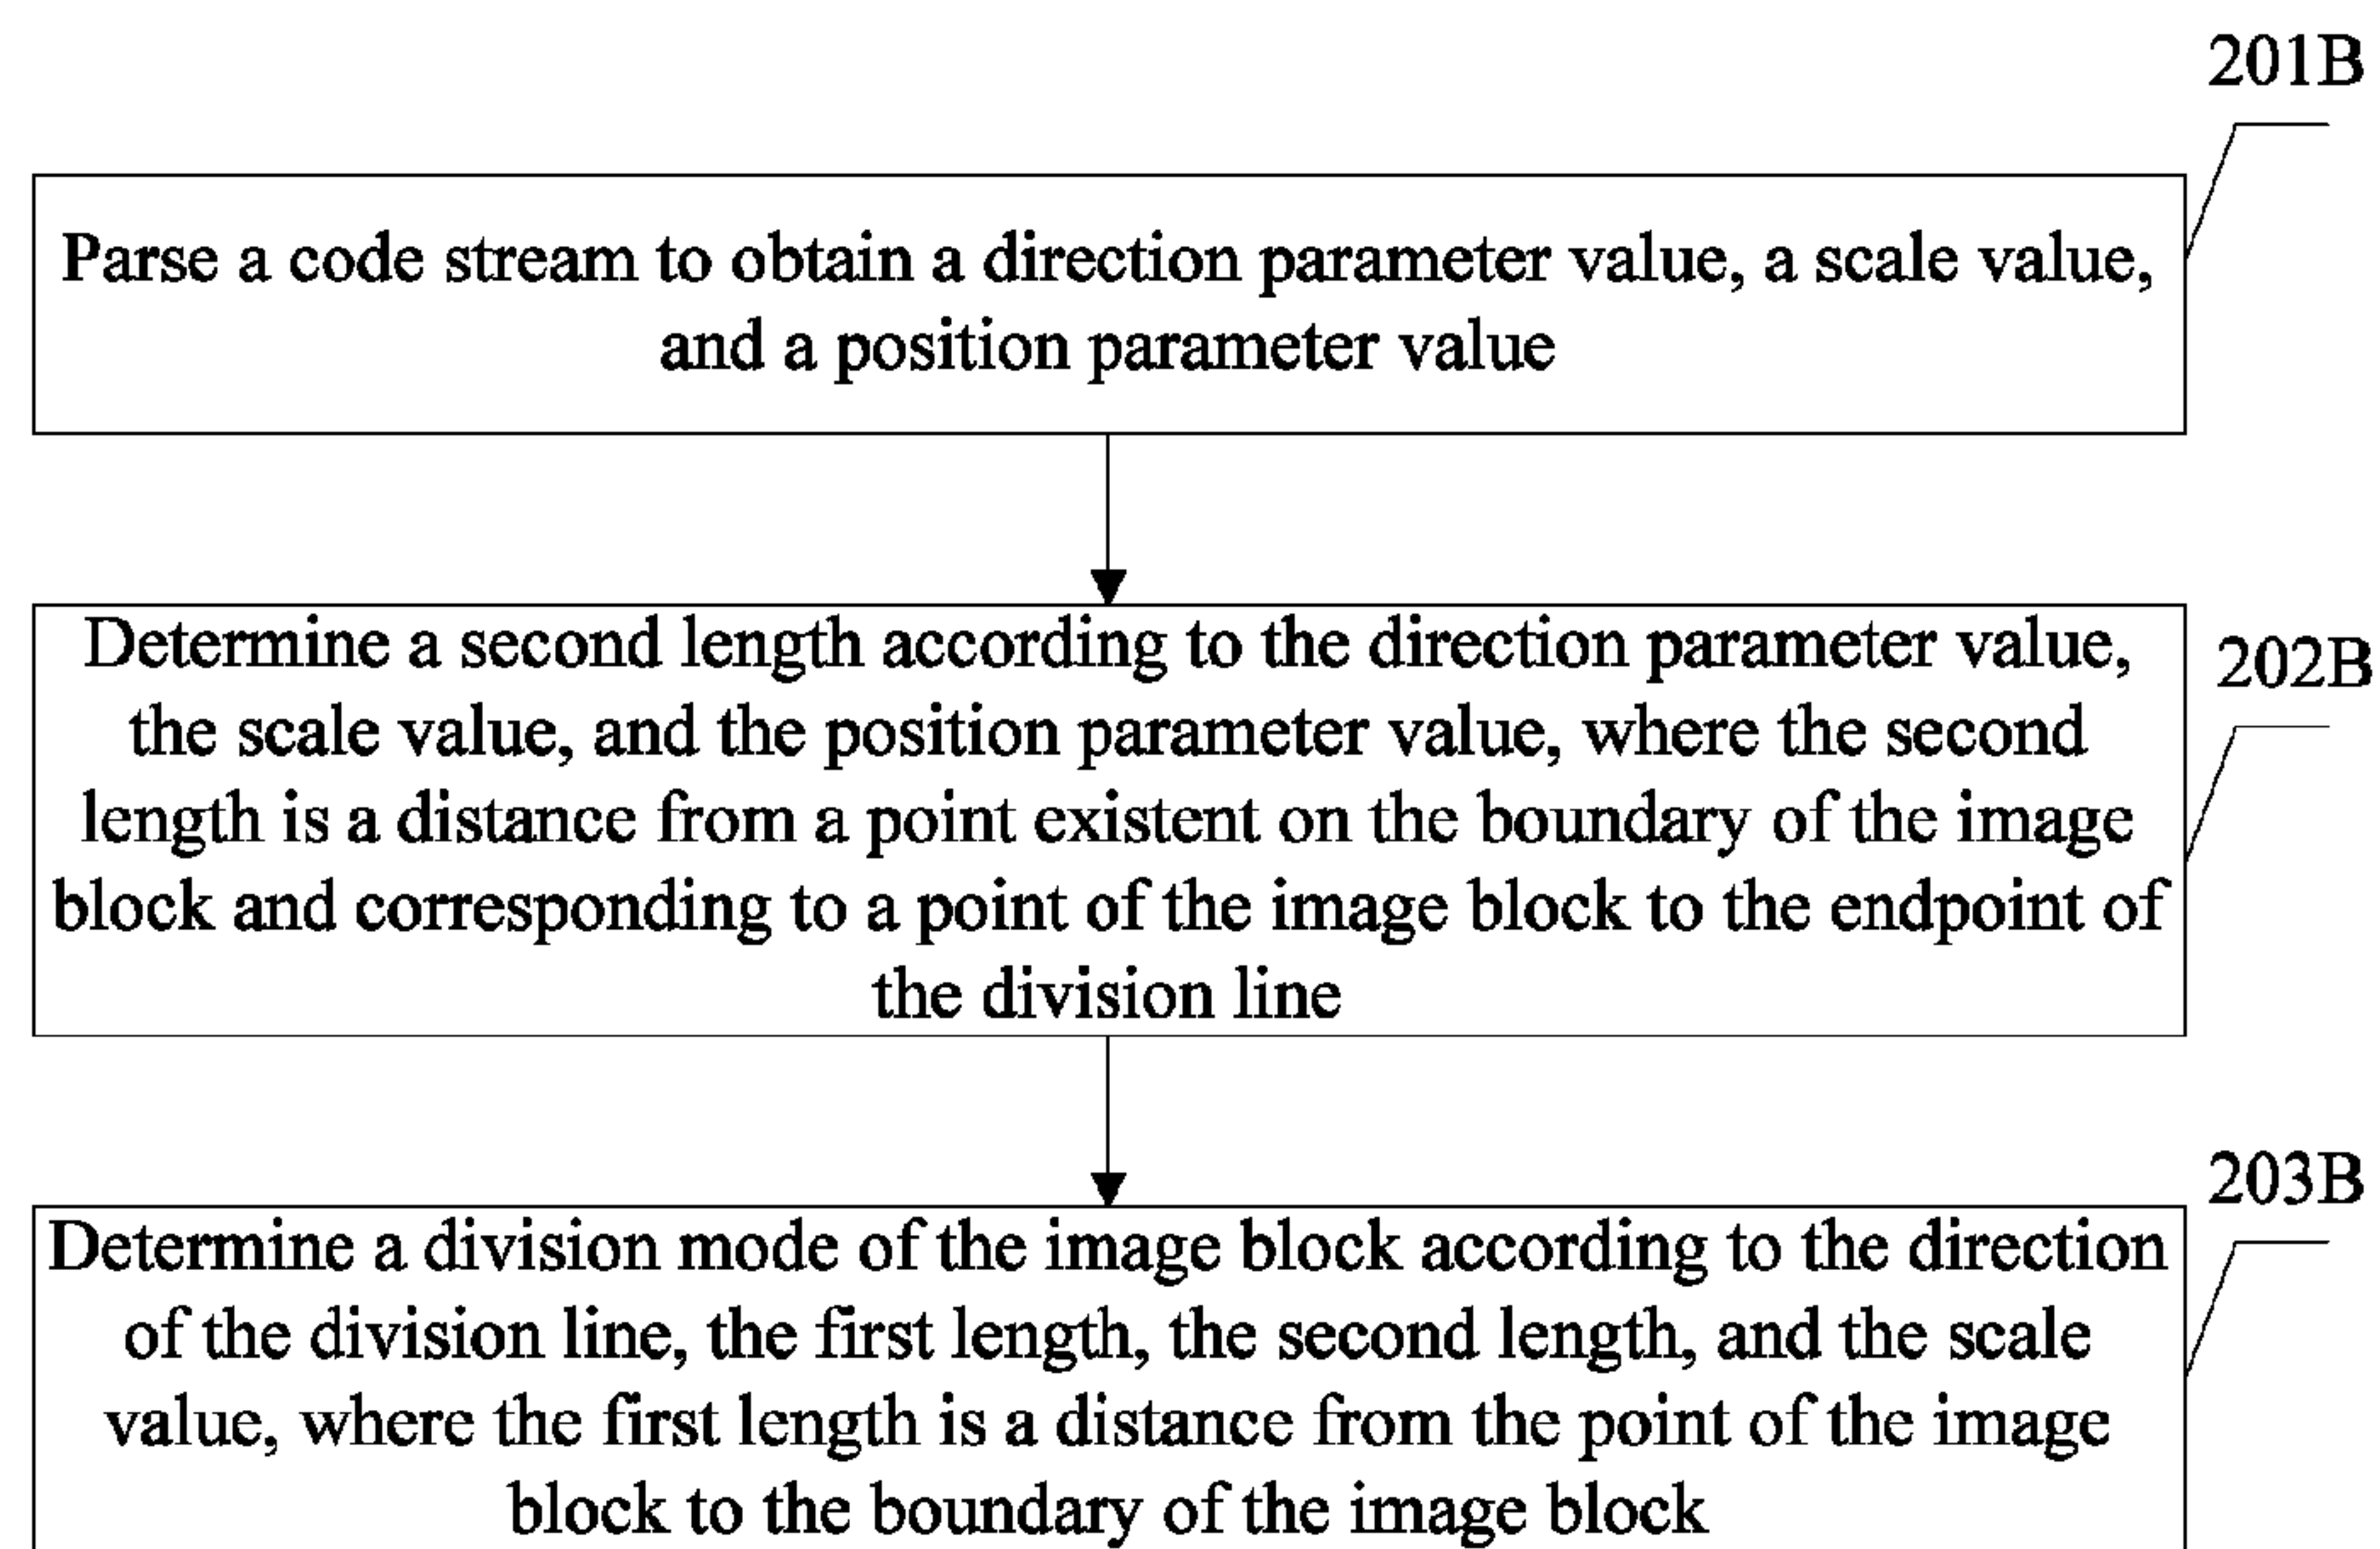 201B
Parse a code stream to obtain a direction parameter value, a scale value,
and a position parameter value
Determine a second length according to the direction parameter value,
the scale value, and the position parameter value, where the second
length is a distance from a point existent on the boundary of the image
block and corresponding to a point of the image block to the endpoint of
the division line
202B
203B
Determine a division mode of the image block according to the direction
of the division line, the first length, the second length, and the scale
value, where the first length is a distance from the point of the image
block to the boundary of the image block